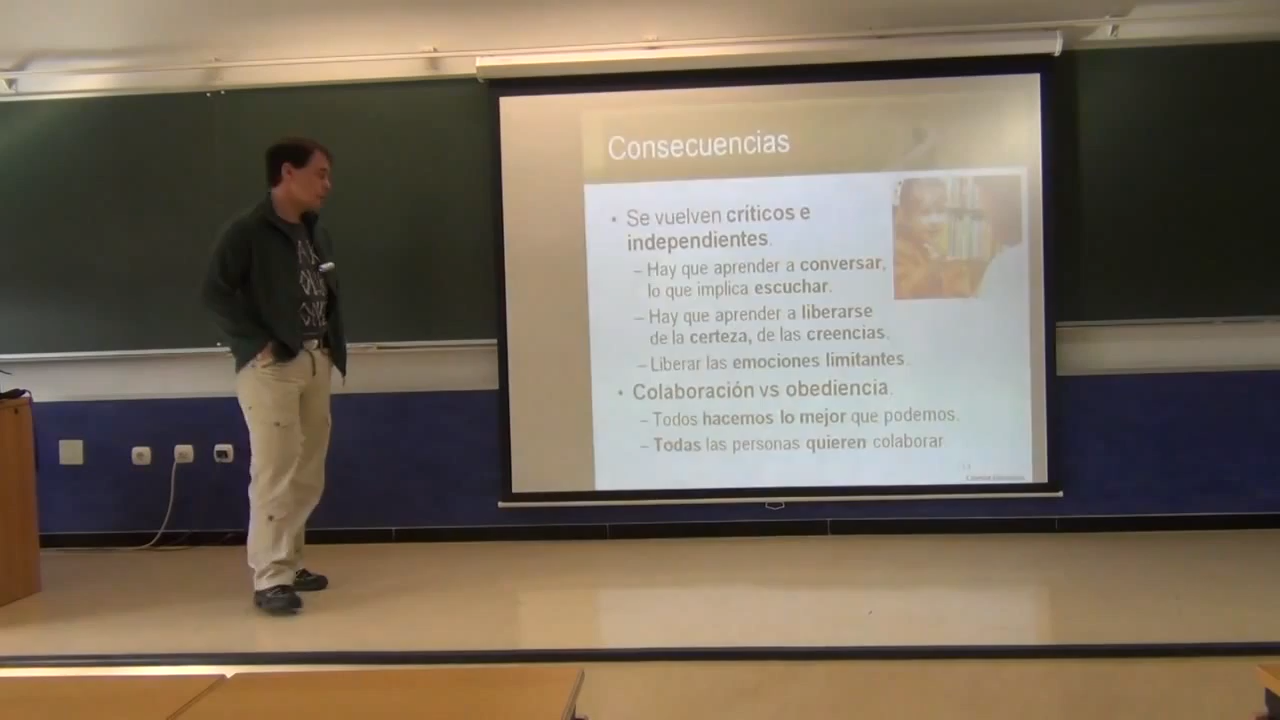 Consecuencias
• Se vuelven críticos e
independientes.
– Hay que aprender a conversar,
lo que implica escuchar.
– Hay que aprender a liberarse
de la certeza, de las creencias.
– Liberar las emociones limitantes.
• Colaboración vs obediencia.
– Todos hacemos lo mejor que podemos.
– Todas las personas quieren colaborar